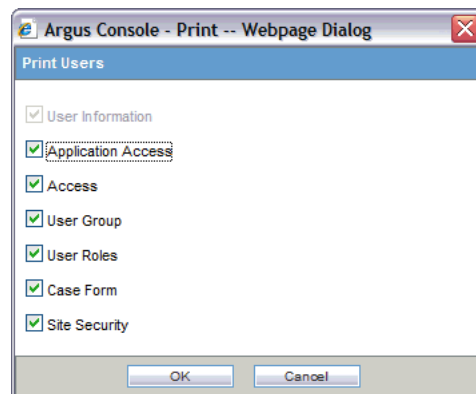 Argus Console - Print -- Webpage Dialog
Print Users
User Information
Application Access
Access
User Group
User Roles
Case Form
Site Security
OK Cancel